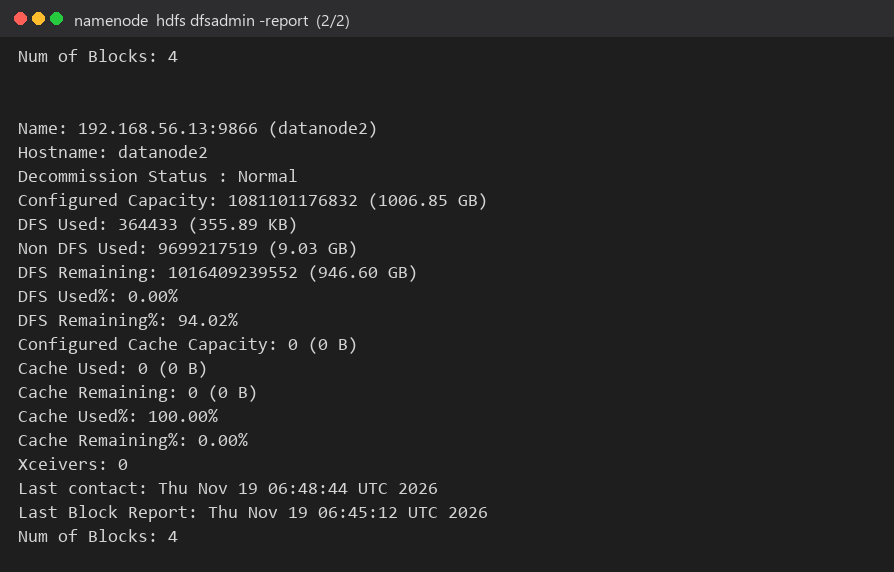 namenode hdfs dfsadmin -report (2/2)
Num of Blocks: 4
Name: 192.168.56.13:9866 (datanode2)
Hostname: datanode2
Decommission Status : Normal
Configured Capacity: 1081101176832 (1006.85 GB)
DFS Used: 364433 (355.89 KB)
Non DFS Used: 9699217519 (9.03 GB)
DFS Remaining: 1016409239552 (946.60 GB)
DFS Used%: 0.00%
DFS Remaining%: 94.02%
Configured Cache Capacity: 0 (0 B)
Cache Used: 0 (0 B)
Cache Remaining: 0 (0 B)
Cache Used%: 100.00%
Cache Remaining%: 0.00%
Xceivers: 0
Last contact: Thu Nov 19 06:48:44 UTC 2026
Last Block Report: Thu Nov 19 06:45:12 UTC 2026
Num of Blocks: 4